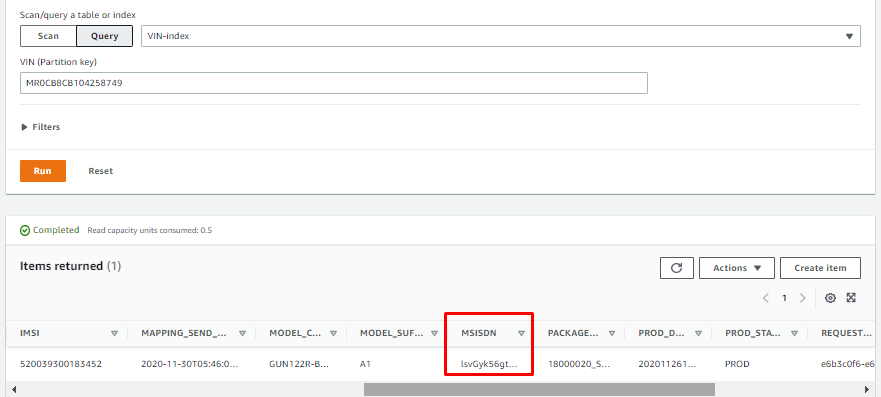 Scan/query a table or index
Scan Query VIN-index
VIN (Partition key)
MR0CB8CB104258749
Filters
Run Reset
Completed Read capacity units consumed: 0.5
Items returned (1)
Actions Create item
1
IMSI MAPPING_SEND_... MODEL_C... MODEL_SUF... MSISDN PACKAGE... PROD_D... PROD_STA... REQUEST
520039300183452 2020-11-30T05:46:0... GUN122R-B... A1 lsvGyk56gt... 18000020_S... 202011261... PROD e6b3c0f6-e6